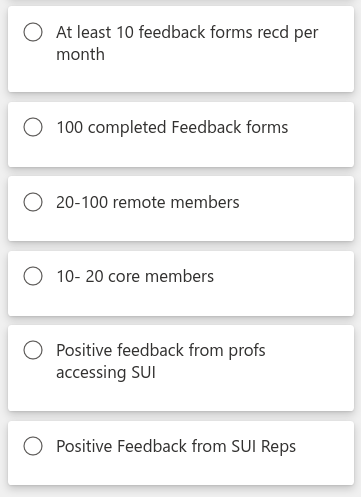 At least 10 feedback forms recd per
month
100 completed Feedback forms
20-100 remote members
10- 20 core members
Positive feedback from profs
accessing SUI
Positive Feedback from SUI Reps